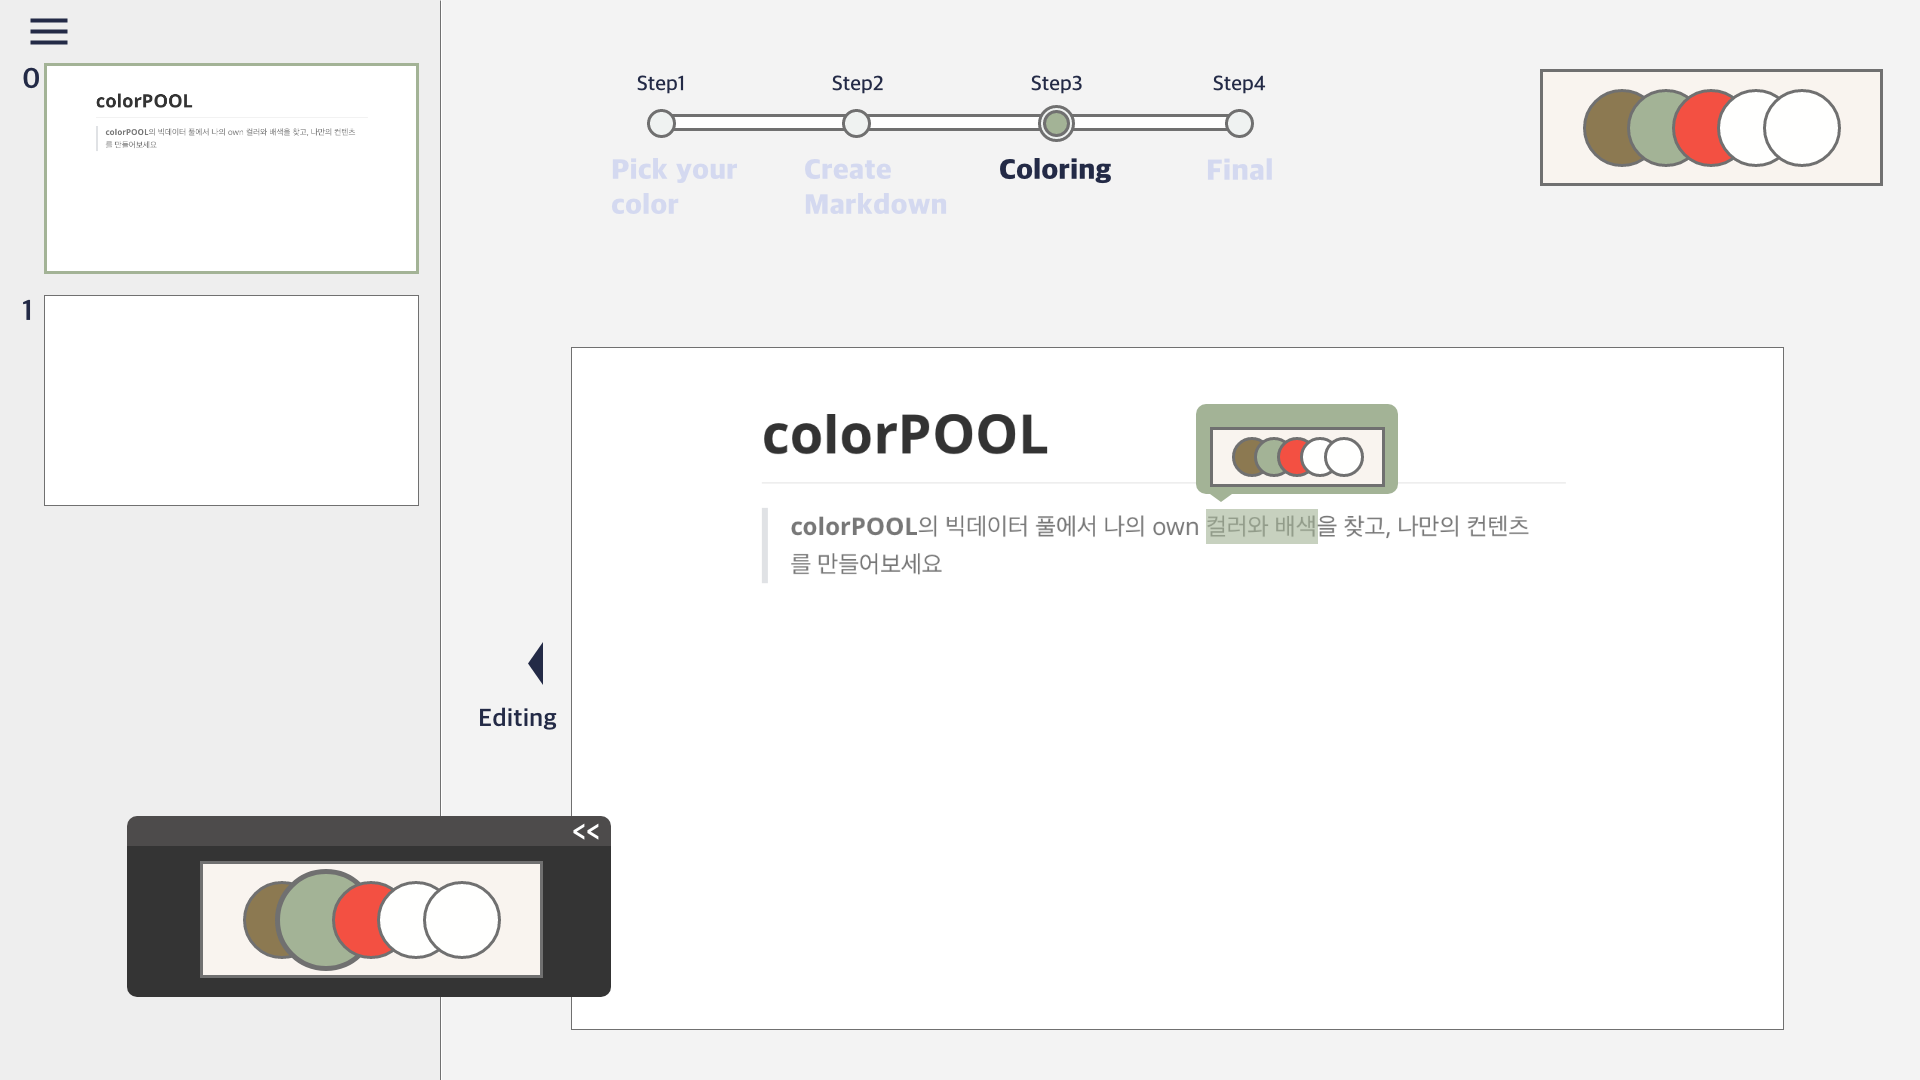 0
colorPOOL
colorPOOL의 빅데이터 풀에서 나의 own 컬러와 배색을 찾고, 나만의 컨텐츠
를 만들어보세요
1
Step1
Step2
Step3
Step4
Pick your
color
Create
Markdown
Coloring
Final
colorPOOL
colorPOOL의 빅데이터 풀에서 나의 own 컬러와 배색을 찾고, 나만의 컨텐츠
를 만들어보세요
Editing
<<